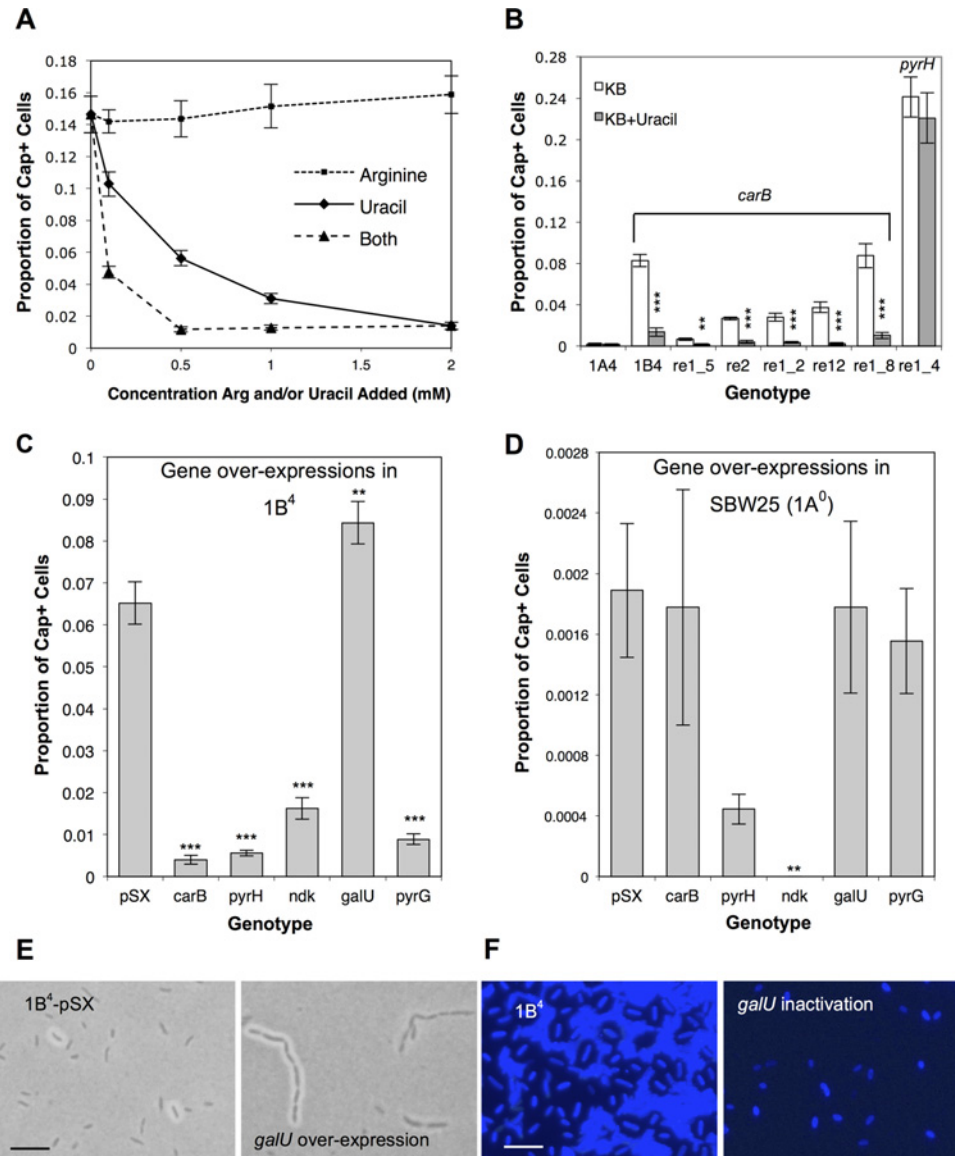 A
Proportion of Cap+ Cells
0.18
0.16
0.14
0.12
0.1
0.08
0.06
0.04
0.02
0
Arginine
Uracil
Both
0 0.5 1 1.5 2
Concentration Arg and/or Uracil Added (mM)
B
Proportion of Cap+ Cells
0.28
0.24
0.20
0.16
0.12
0.08
0.04
0
KB
KB+Uracil
pyrH
carB
***
**
***
***
***
***
1A4 1B4 re1_5 re2 re1_2 re12 re1_8 re1_4
Genotype
C
Proportion of Cap+ Cells
0.1
0.09
0.08
0.07
0.06
0.05
0.04
0.03
0.02
0.01
0
Gene over-expressions in
1B⁴
***
***
***
**
***
pSX carB pyrH ndk galU pyrG
Genotype
D
Proportion of Cap+ Cells
0.0028
0.0024
0.002
0.0016
0.0012
0.0008
0.0004
0
Gene over-expressions in
SBW25 (1A⁰)
**
pSX carB pyrH ndk galU pyrG
Genotype
E
1B⁴-pSX
galU over-expression
F
1B⁴
galU inactivation